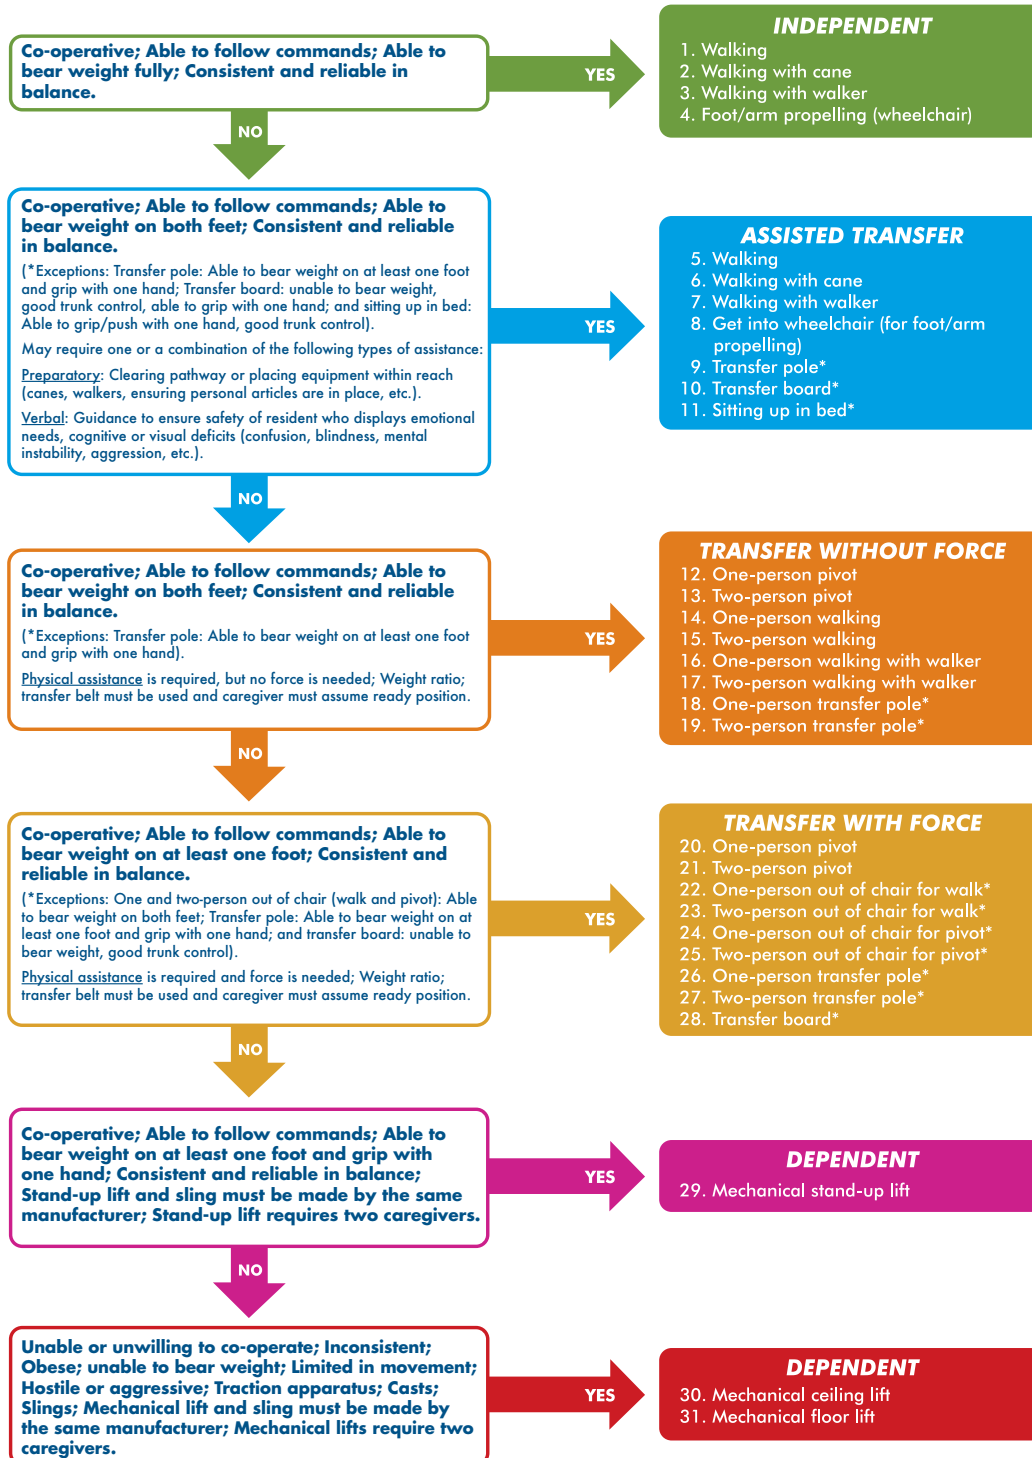 Co-operative; Able to follow commands; Able to
bear weight fully; Consistent and reliable in
balance.
YES
INDEPENDENT
1. Walking
2. Walking with cane
3. Walking with walker
4. Foot/arm propelling (wheelchair)
NO
Co-operative; Able to follow commands; Able to
bear weight on both feet; Consistent and reliable
in balance.
(*Exceptions: Transfer pole: Able to bear weight on at least one foot
and grip with one hand; Transfer board: unable to bear weight,
good trunk control, able to grip with one hand; and sitting up in bed:
Able to grip/push with one hand, good trunk control).
May require one or a combination of the following types of assistance:
Preparatory: Clearing pathway or placing equipment within reach
(canes, walkers, ensuring personal articles are in place, etc.).
Verbal: Guidance to ensure safety of resident who displays emotional
needs, cognitive or visual deficits (confusion, blindness, mental
instability, aggression, etc.).
YES
ASSISTED TRANSFER
5. Walking
6. Walking with cane
7. Walking with walker
8. Get into wheelchair (for foot/arm
propelling)
9. Transfer pole*
10. Transfer board*
11. Sitting up in bed*
NO
Co-operative; Able to follow commands; Able to
bear weight on both feet; Consistent and reliable
in balance.
(*Exceptions: Transfer pole: Able to bear weight on at least one foot
and grip with one hand).
Physical assistance is required, but no force is needed; Weight ratio;
transfer belt must be used and caregiver must assume ready position.
YES
TRANSFER WITHOUT FORCE
12. One-person pivot
13. Two-person pivot
14. One-person walking
15. Two-person walking
16. One-person walking with walker
17. Two-person walking with walker
18. One-person transfer pole*
19. Two-person transfer pole*
NO
Co-operative; Able to follow commands; Able to
bear weight on at least one foot; Consistent and
reliable in balance.
(*Exceptions: One and two-person out of chair (walk and pivot): Able
to bear weight on both feet; Transfer pole: Able to bear weight on at
least one foot and grip with one hand; and transfer board: unable to
bear weight, good trunk control).
Physical assistance is required and force is needed; Weight ratio;
transfer belt must be used and caregiver must assume ready position.
YES
TRANSFER WITH FORCE
20. One-person pivot
21. Two-person pivot
22. One-person out of chair for walk*
23. Two-person out of chair for walk*
24. One-person out of chair for pivot*
25. Two-person out of chair for pivot*
26. One-person transfer pole*
27. Two-person transfer pole*
28. Transfer board*
NO
Co-operative; Able to follow commands; Able to
bear weight on at least one foot and grip with
one hand; Consistent and reliable in balance;
Stand-up lift and sling must be made by the same
manufacturer; Stand-up lift requires two caregivers.
YES
DEPENDENT
29. Mechanical stand-up lift
NO
Unable or unwilling to co-operate; Inconsistent;
Obese; unable to bear weight; Limited in movement;
Hostile or aggressive; Traction apparatus; Casts;
Slings; Mechanical lift and sling must be made by
the same manufacturer; Mechanical lifts require two
caregivers.
YES
DEPENDENT
30. Mechanical ceiling lift
31. Mechanical floor lift